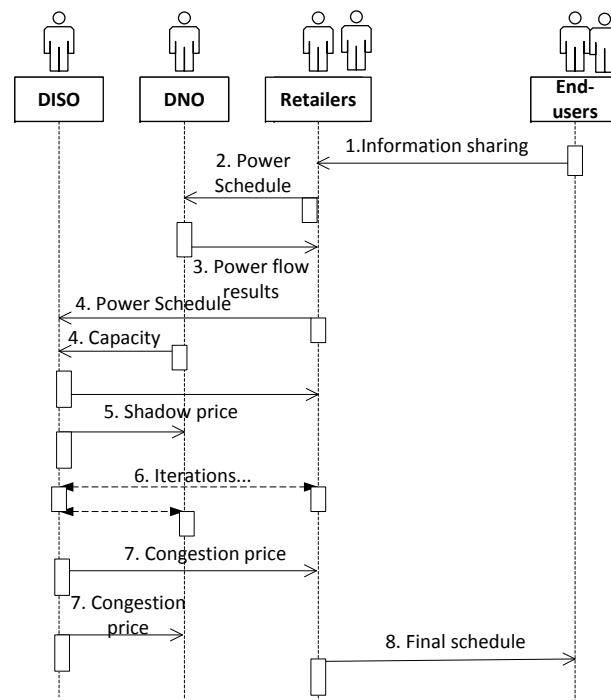 DISO
DNO
Retailers
End-
users
1.Information sharing
2. Power
Schedule
3. Power flow
results
4. Power Schedule
4. Capacity
5. Shadow price
6. Iterations...
7. Congestion price
7. Congestion
price
8. Final schedule